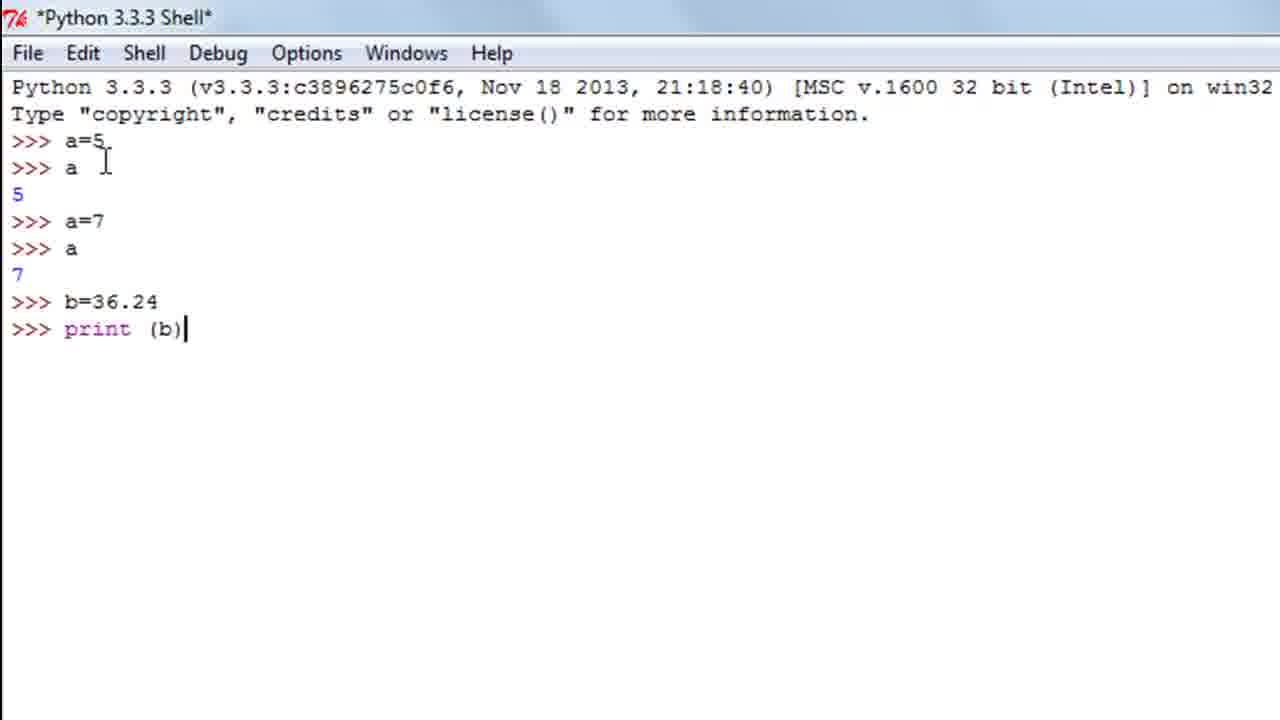 *Python 3.3.3 Shell*
File Edit Shell Debug Options Windows Help
Python 3.3.3 (v3.3.3:c3896275c0f6, Nov 18 2013, 21:18:40) [MSC v.1600 32 bit (Intel)] on win32
Type "copyright", "credits" or "license()" for more information.
>>> a=5
>>> a
5
>>> a=7
>>> a
7
>>> b=36.24
>>> print (b)